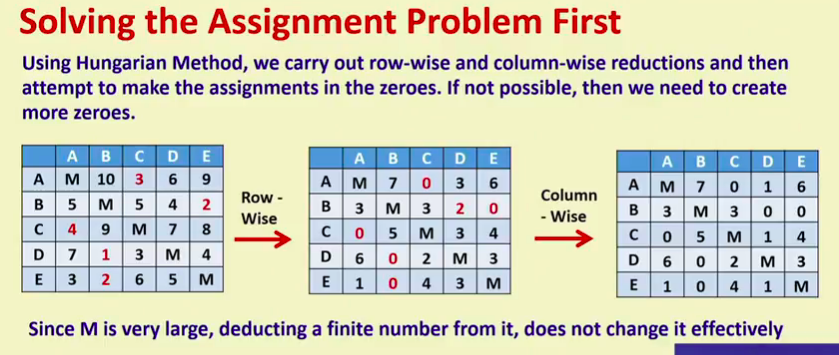 Solving the Assignment Problem First
Using Hungarian Method, we carry out row-wise and column-wise reductions and then
attempt to make the assignments in the zeroes. If not possible, then we need to create
more zeroes.
A B C D E
A M 10 3 6 9
B 5 M 5 4 2
C 4 9 M 7 8
D 7 1 3 M 4
E 3 2 6 5 M
Row -
Wise
A B C D E
A M 7 0 3 6
B 3 M 3 2 0
C 0 5 M 3 4
D 6 0 2 M 3
E 1 0 4 3 M
Column
- Wise
A B C D E
A M 7 0 1 6
B 3 M 3 0 0
C 0 5 M 1 4
D 6 0 2 M 3
E 1 0 4 1 M
Since M is very large, deducting a finite number from it, does not change it effectively